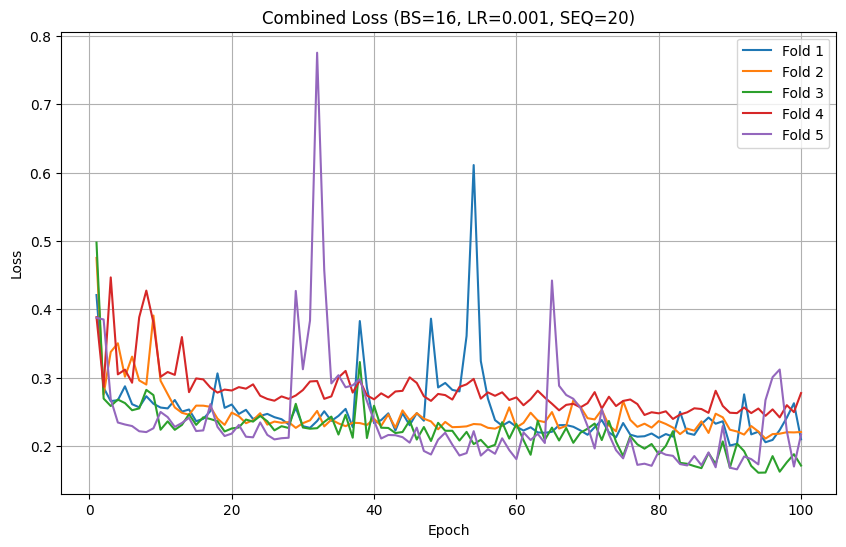 Combined Loss (BS=16, LR=0.001, SEQ=20)
Fold 1
Fold 2
Fold 3
Fold 4
Fold 5
Loss
0.8
0.7
0.6
0.5
0.4
0.3
0.2
0 20 40 60 80 100
Epoch